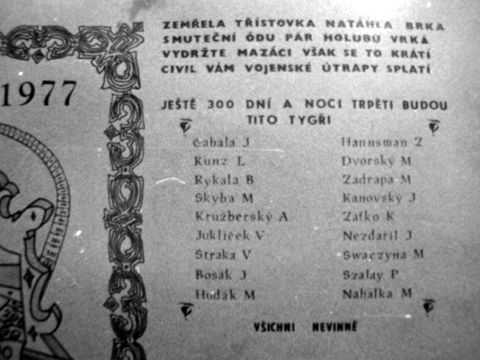 ZEMŘELA TŘÍSTOVKA NATÁHLA BRKA
SMUTEČNÍ ÓDU PÁR HOLUBŮ VRKÁ
VYDRŽTE MAZÁCI VŠAK SE TO KRÁTÍ
CIVIL VÁM VOJENSKÉ ÚTRAPY SPLATÍ
1977
JEŠTĚ 300 DNÍ A NOCI TRPĚTI BUDOU
TITO TYGŘI
Čabala J
Kunz L
Rykala B
Skyba M
Kružberský A
Juklíček V
Straka V
Bosák J
Hudák M
Hannsman Z
Dvorský M
Zadrapa M
Kanovský J
Zaťko K
Nezdařil J
Swaczyna M
Szalay P
Nahalka M
VŠICHNI NEVINNĚ